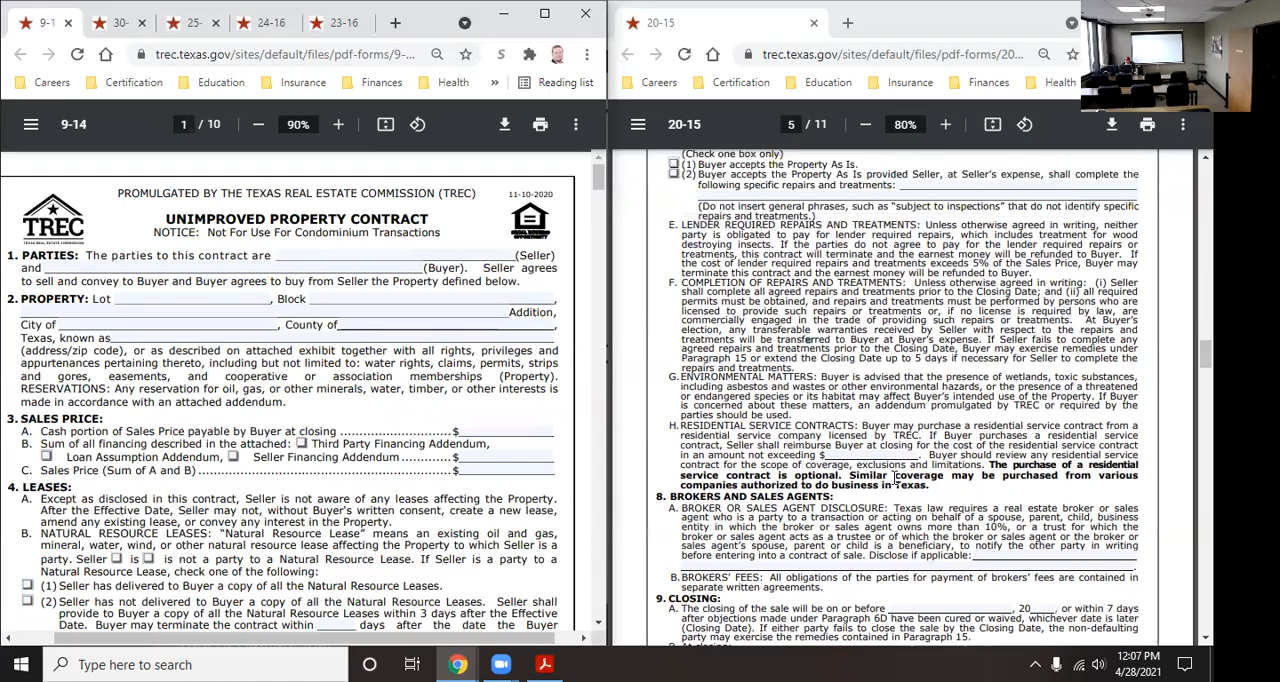 9-1
30-
25-
24-16
23-16
trec.texas.gov/sites/default/files/pdf-forms/9-...
S
Careers
Certification
Education
Insurance
Finances
Health
»
Reading list
9-14
1 / 10
90%
PROMULGATED BY THE TEXAS REAL ESTATE COMMISSION (TREC)
11-10-2020
TREC
UNIMPROVED PROPERTY CONTRACT
NOTICE: Not For Use For Condominium Transactions
1. PARTIES: The parties to this contract are (Seller)
and (Buyer). Seller agrees
to sell and convey to Buyer and Buyer agrees to buy from Seller the Property defined below.
2. PROPERTY: Lot , Block ,
Addition,
City of , County of ,
Texas, known as
(address/zip code), or as described on attached exhibit together with all rights, privileges and
appurtenances pertaining thereto, including but not limited to: water rights, claims, permits, strips
and gores, easements, and cooperative or association memberships (Property).
RESERVATIONS: Any reservation for oil, gas, or other minerals, water, timber, or other interests is
made in accordance with an attached addendum.
3. SALES PRICE:
A. Cash portion of Sales Price payable by Buyer at closing ................................$
B. Sum of all financing described in the attached: Third Party Financing Addendum,
Loan Assumption Addendum, Seller Financing Addendum ...............$
C. Sales Price (Sum of A and B)...............................................................$
4. LEASES:
A. Except as disclosed in this contract, Seller is not aware of any leases affecting the Property.
After the Effective Date, Seller may not, without Buyer's written consent, create a new lease,
amend any existing lease, or convey any interest in the Property.
B. NATURAL RESOURCE LEASES: "Natural Resource Lease" means an existing oil and gas,
mineral, water, wind, or other natural resource lease affecting the Property to which Seller is a
party. Seller is is not a party to a Natural Resource Lease. If Seller is a party to a
Natural Resource Lease, check one of the following:
(1) Seller has delivered to Buyer a copy of all the Natural Resource Leases.
(2) Seller has not delivered to Buyer a copy of all the Natural Resource Leases. Seller shall
provide to Buyer a copy of all the Natural Resource Leases within 3 days after the Effective
Date. Buyer may terminate the contract within days after the date the Buyer
20-15
trec.texas.gov/sites/default/files/pdf-forms/20...
Careers
Certification
Education
Insurance
Finances
Health
20-15
5 / 11
80%
(Check one box only)
(1) Buyer accepts the Property As Is.
(2) Buyer accepts the Property As Is provided Seller, at Seller's expense, shall complete the
following specific repairs and treatments:
(Do not insert general phrases, such as "subject to inspections" that do not identify specific
repairs and treatments.)
E. LENDER REQUIRED REPAIRS AND TREATMENTS: Unless otherwise agreed in writing, neither
party is obligated to pay for lender required repairs, which includes treatment for wood
destroying insects. If the parties do not agree to pay for the lender required repairs or
treatments, this contract will terminate and the earnest money will be refunded to Buyer. If
the cost of lender required repairs and treatments exceeds 5% of the Sales Price, Buyer may
terminate this contract and the earnest money will be refunded to Buyer.
F. COMPLETION OF REPAIRS AND TREATMENTS: Unless otherwise agreed in writing: (i) Seller
shall complete all agreed repairs and treatments prior to the Closing Date; and (ii) all required
permits must be obtained, and repairs and treatments must be performed by persons who are
licensed to provide such repairs or treatments or, if no license is required by law, are
commercially engaged in the trade of providing such repairs or treatments. At Buyer's
election, any transferable warranties received by Seller with respect to the repairs and
treatments will be transferred to Buyer at Buyer's expense. If Seller fails to complete any
agreed repairs and treatments prior to the Closing Date, Buyer may exercise remedies under
Paragraph 15 or extend the Closing Date up to 5 days if necessary for Seller to complete the
repairs and treatments.
G. ENVIRONMENTAL MATTERS: Buyer is advised that the presence of wetlands, toxic substances,
including asbestos and wastes or other environmental hazards, or the presence of a threatened
or endangered species or its habitat may affect Buyer's intended use of the Property. If Buyer
is concerned about these matters, an addendum promulgated by TREC or required by the
parties should be used.
H. RESIDENTIAL SERVICE CONTRACTS: Buyer may purchase a residential service contract from a
residential service company licensed by TREC. If Buyer purchases a residential service
contract, Seller shall reimburse Buyer at closing for the cost of the residential service contract
in an amount not exceeding $ . Buyer should review any residential service
contract for the scope of coverage, exclusions and limitations. The purchase of a residential
service contract is optional. Similar coverage may be purchased from various
companies authorized to do business in Texas.
8. BROKERS AND SALES AGENTS:
A. BROKER OR SALES AGENT DISCLOSURE: Texas law requires a real estate broker or sales
agent who is a party to a transaction or acting on behalf of a spouse, parent, child, business
entity in which the broker or sales agent owns more than 10%, or a trust for which the
broker or sales agent acts as a trustee or of which the broker or sales agent or the broker or
sales agent's spouse, parent or child is a beneficiary, to notify the other party in writing
before entering into a contract of sale. Disclose if applicable:
.
B. BROKERS' FEES: All obligations of the parties for payment of brokers' fees are contained in
separate written agreements.
9. CLOSING:
A. The closing of the sale will be on or before , 20 , or within 7 days
after objections made under Paragraph 6D have been cured or waived, whichever date is later
(Closing Date). If either party fails to close the sale by the Closing Date, the non-defaulting
party may exercise the remedies contained in Paragraph 15.
Type here to search
12:07 PM
4/28/2021